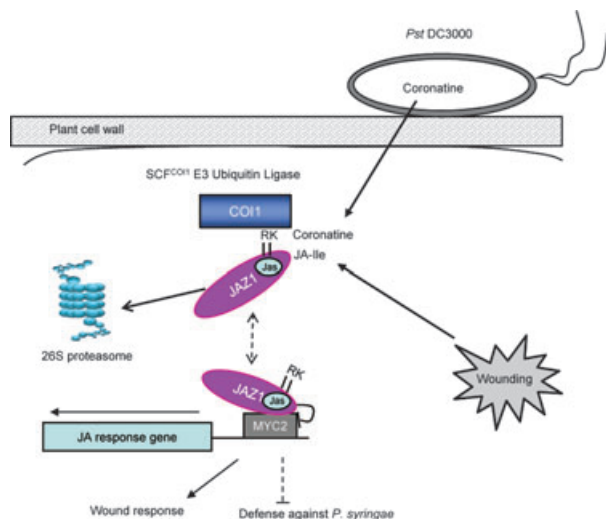 Pst DC3000
Coronatine
Plant cell wall
SCFᶜᴼᴵ¹ E3 Ubiquitin Ligase
COI1
RK Coronatine
JA-Ile
Jas
JAZ1
26S proteasome
RK
JAZ1
Jas
Wounding
MYC2
JA response gene
Wound response
Defense against P. syringae